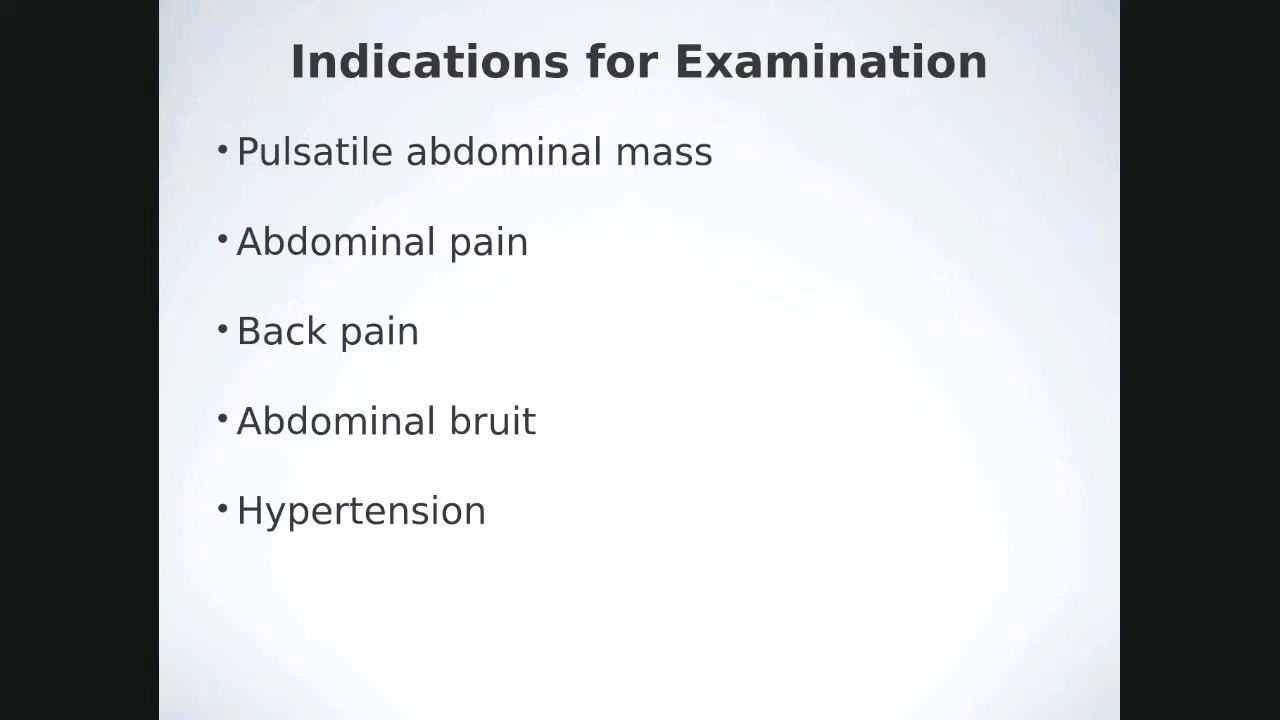 Indications for Examination
• Pulsatile abdominal mass
• Abdominal pain
• Back pain
• Abdominal bruit
• Hypertension